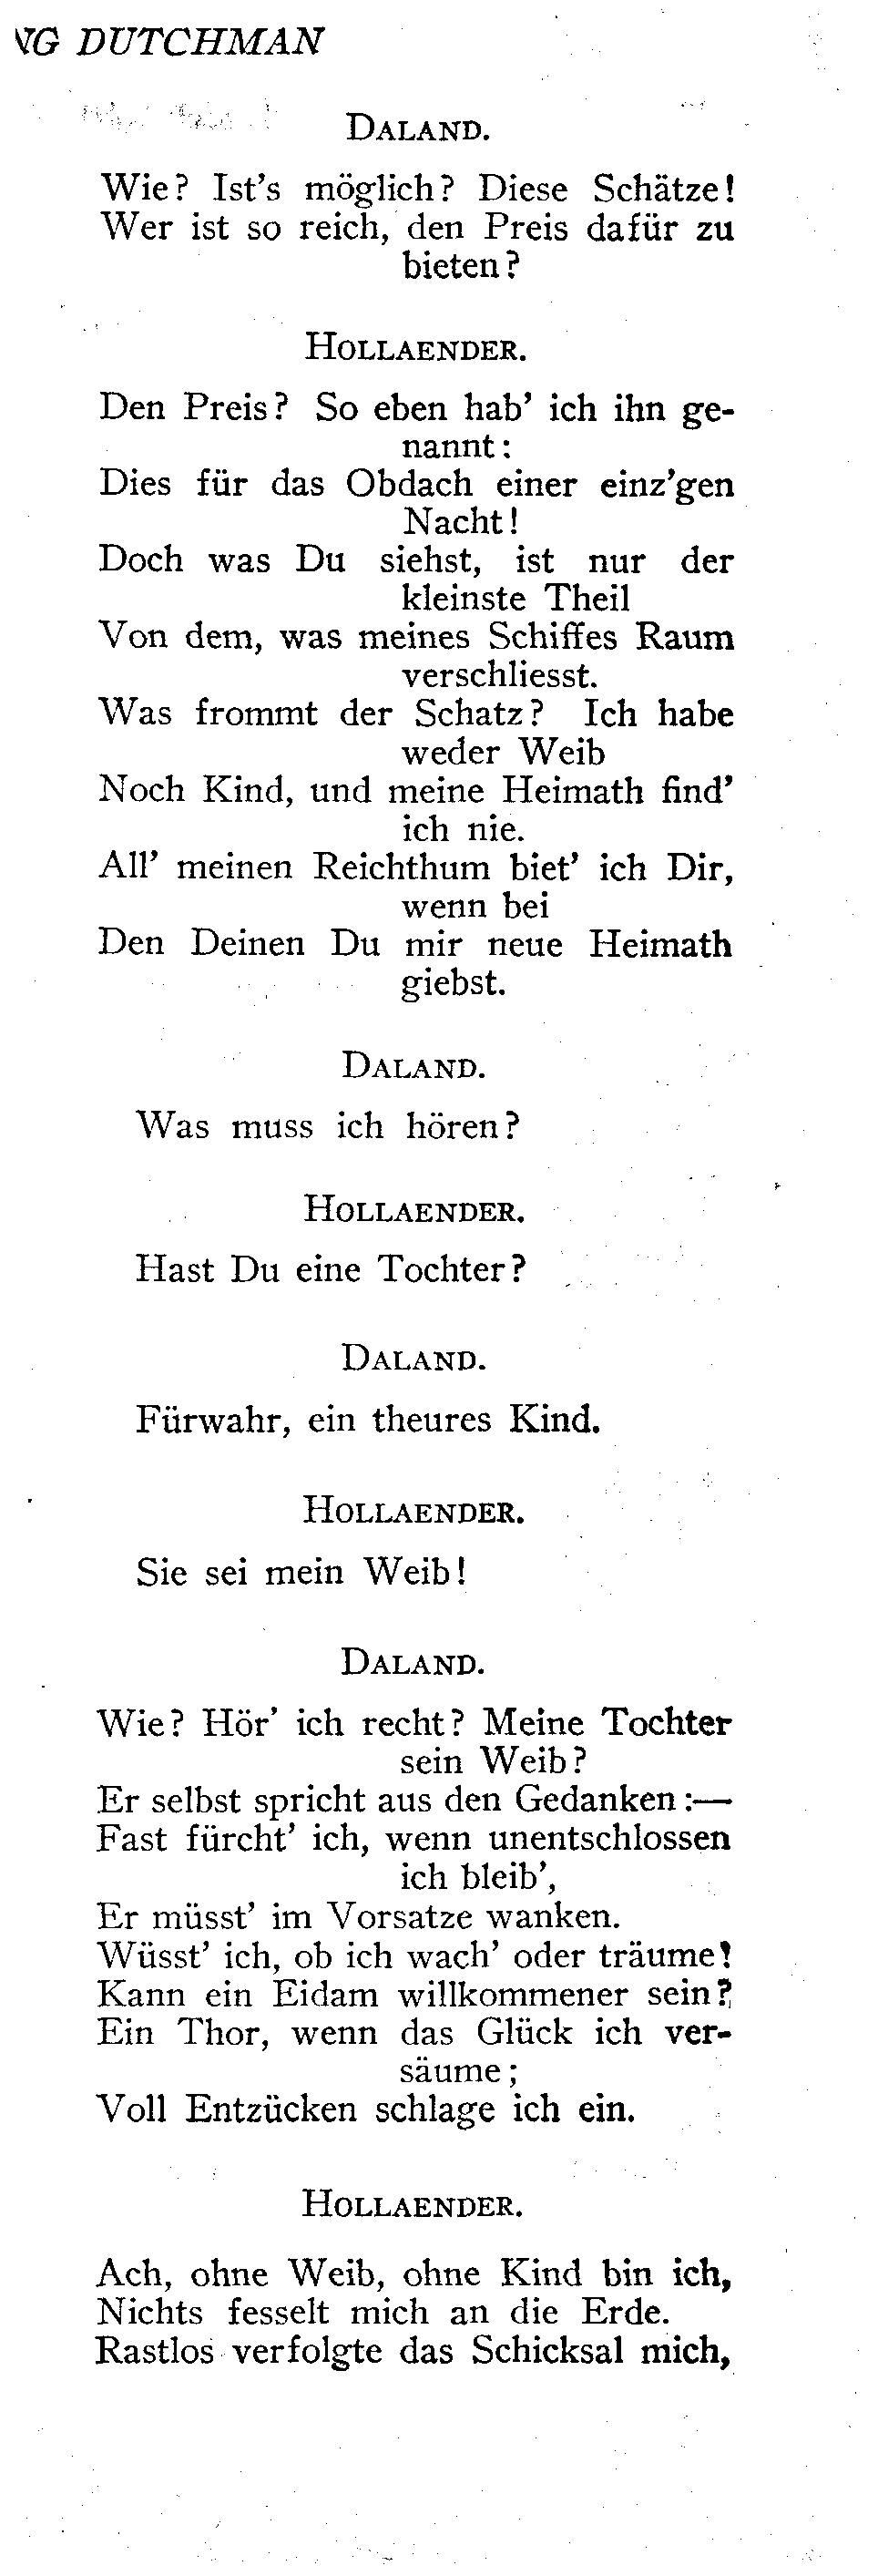 NG DUTCHMAN
DALAND.
Wie? Ist's möglich? Diese Schätze!
Wer ist so reich, den Preis dafür zu
bieten?
HOLLAENDER.
Den Preis? So eben hab' ich ihn ge-
nannt:
Dies für das Obdach einer einz'gen
Nacht!
Doch was Du siehst, ist nur der
kleinste Theil
Von dem, was meines Schiffes Raum
verschliesst.
Was frommt der Schatz? Ich habe
weder Weib
Noch Kind, und meine Heimath find'
ich nie.
All' meinen Reichthum biet' ich Dir,
wenn bei
Den Deinen Du mir neue Heimath
giebst.
DALAND.
Was muss ich hören?
HOLLAENDER.
Hast Du eine Tochter?
DALAND.
Fürwahr, ein theures Kind.
HOLLAENDER.
Sie sei mein Weib!
DALAND.
Wie? Hör' ich recht? Meine Tochter
sein Weib?
Er selbst spricht aus den Gedanken:—
Fast fürcht' ich, wenn unentschlossen
ich bleib',
Er müsst' im Vorsatze wanken.
Wüsst' ich, ob ich wach' oder träume!
Kann ein Eidam willkommener sein?
Ein Thor, wenn das Glück ich ver-
säume;
Voll Entzücken schlage ich ein.
HOLLAENDER.
Ach, ohne Weib, ohne Kind bin ich,
Nichts fesselt mich an die Erde.
Rastlos verfolgte das Schicksal mich,